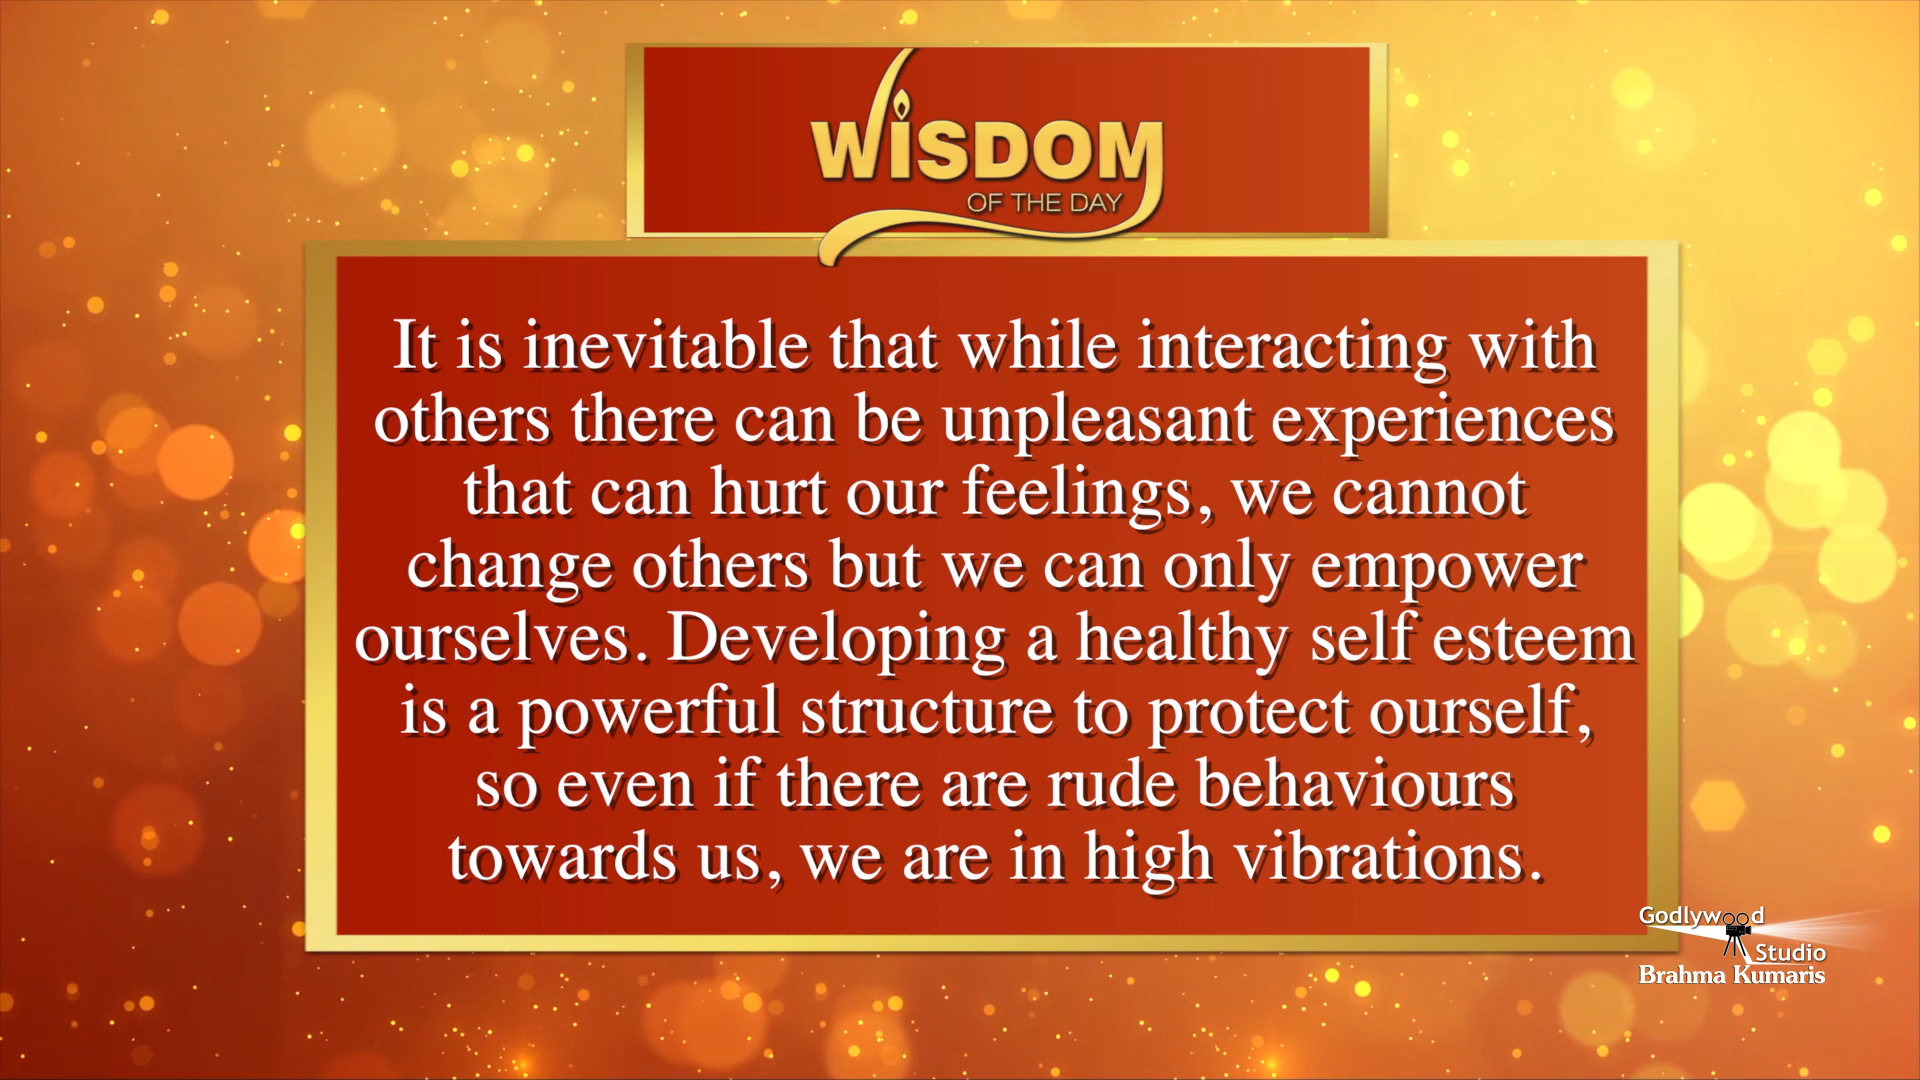 WiSDOM
OF THE DAY
It is inevitable that while interacting with
others there can be unpleasant experiences
that can hurt our feelings, we cannot
change others but we can only empower
ourselves. Developing a healthy self esteem
is a powerful structure to protect ourself,
so even if there are rude behaviours
towards us, we are in high vibrations.
Godlywood
Studio
Brahma Kumaris